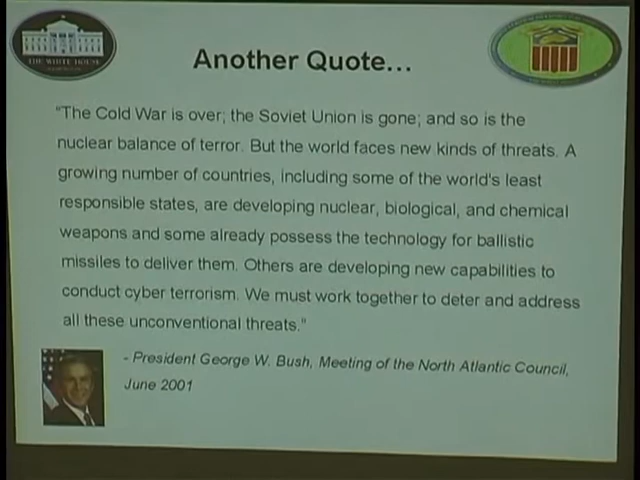 THE WHITE HOUSE
Another Quote...
"The Cold War is over; the Soviet Union is gone; and so is the
nuclear balance of terror. But the world faces new kinds of threats. A
growing number of countries, including some of the world's least
responsible states, are developing nuclear, biological, and chemical
weapons and some already possess the technology for ballistic
missiles to deliver them. Others are developing new capabilities to
conduct cyber terrorism. We must work together to deter and address
all these unconventional threats."
- President George W. Bush, Meeting of the North Atlantic Council,
June 2001